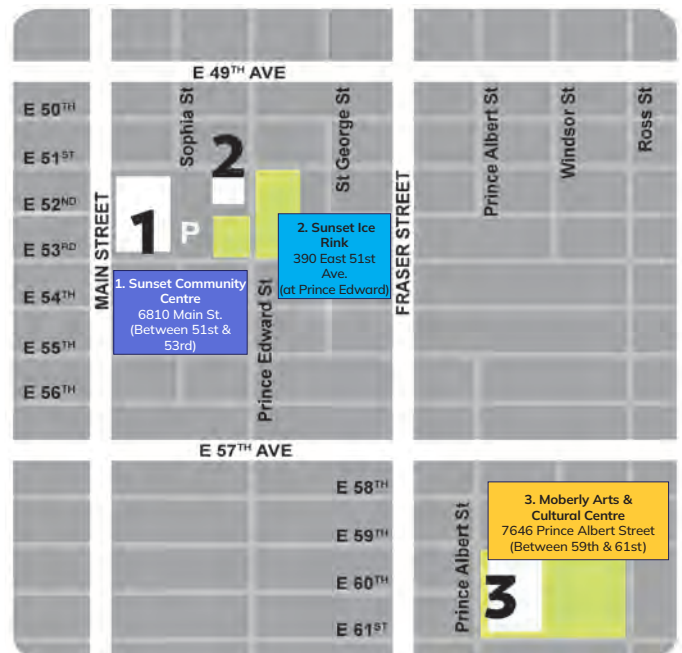 E 49TH AVE
E 50TH
E 51ST
E 52ND
E 53RD
E 54TH
E 55TH
E 56TH
MAIN STREET
Sophia St
2
1
P
St George St
FRASER STREET
Prince Albert St
Windsor St
Ross St
1. Sunset Community
Centre
6810 Main St.
(Between 51st &
53rd)
2. Sunset Ice
Rink
390 East 51st
Ave.
(at Prince Edward)
Prince Edward St
E 57TH AVE
E 58TH
E 59TH
E 60TH
E 61ST
Prince Albert St
3. Moberly Arts &
Cultural Centre
7646 Prince Albert Street
(Between 59th & 61st)
3